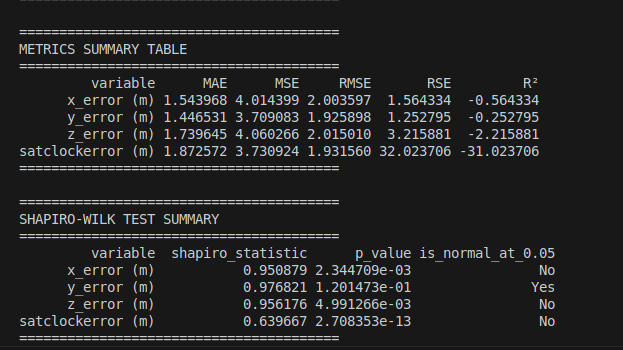 ========================================
========================================
METRICS SUMMARY TABLE
========================================
variable MAE MSE RMSE RSE R²
x_error (m) 1.543968 4.014399 2.003597 1.564334 -0.564334
y_error (m) 1.446531 3.709083 1.925898 1.252795 -0.252795
z_error (m) 1.739645 4.060266 2.015010 3.215881 -2.215881
satclockerror (m) 1.872572 3.730924 1.931560 32.023706 -31.023706
========================================
========================================
SHAPIRO-WILK TEST SUMMARY
========================================
variable shapiro_statistic p_value is_normal_at_0.05
x_error (m) 0.950879 2.344709e-03 No
y_error (m) 0.976821 1.201473e-01 Yes
z_error (m) 0.956176 4.991266e-03 No
satclockerror (m) 0.639667 2.708353e-13 No
========================================